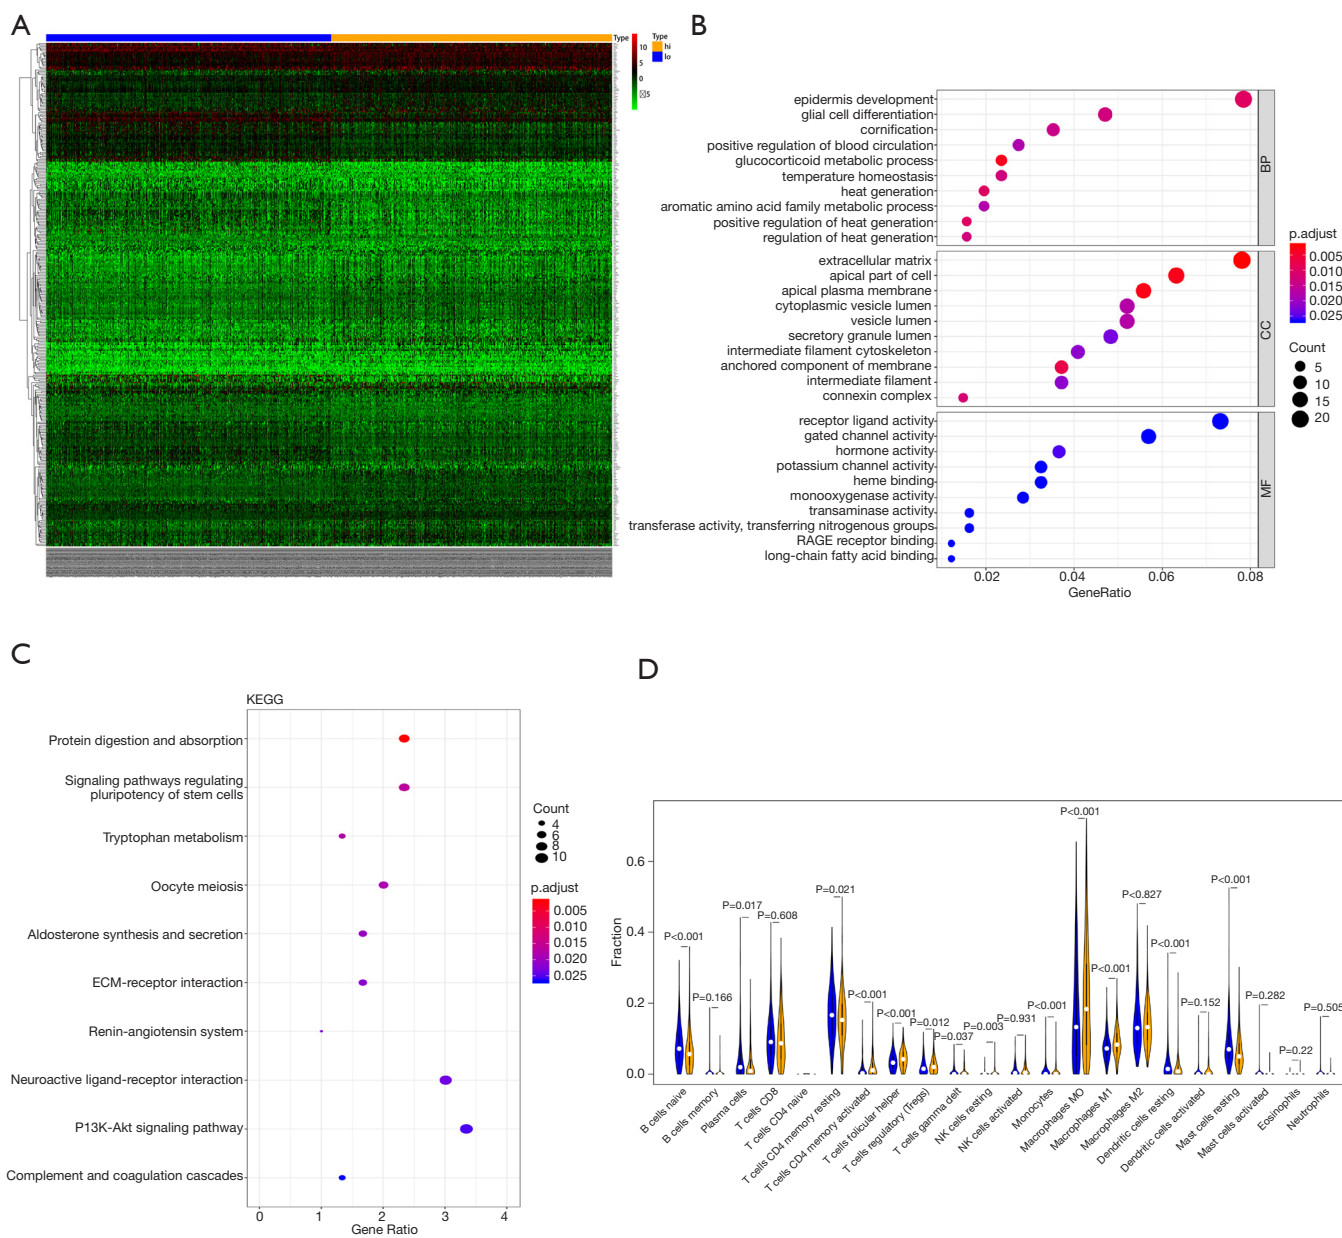 A
Type
10
5
0
5
Type
hi
lo
B
epidermis development
glial cell differentiation
cornification
positive regulation of blood circulation
glucocorticoid metabolic process
temperature homeostasis
heat generation
aromatic amino acid family metabolic process
positive regulation of heat generation
regulation of heat generation
BP
extracellular matrix
apical part of cell
apical plasma membrane
cytoplasmic vesicle lumen
vesicle lumen
secretory granule lumen
intermediate filament cytoskeleton
anchored component of membrane
intermediate filament
connexin complex
CC
receptor ligand activity
gated channel activity
hormone activity
potassium channel activity
heme binding
monooxygenase activity
transaminase activity
transferase activity, transferring nitrogenous groups
RAGE receptor binding
long-chain fatty acid binding
MF
0.02 0.04 0.06 0.08
GeneRatio
p.adjust
0.005
0.010
0.015
0.020
0.025
Count
5
10
15
20
C
KEGG
Protein digestion and absorption
Signaling pathways regulating
pluripotency of stem cells
Tryptophan metabolism
Oocyte meiosis
Aldosterone synthesis and secretion
ECM-receptor interaction
Renin-angiotensin system
Neuroactive ligand-receptor interaction
P13K-Akt signaling pathway
Complement and coagulation cascades
0 1 2 3 4
Gene Ratio
Count
4
6
8
10
p.adjust
0.005
0.010
0.015
0.020
0.025
D
Fraction
0.6
0.4
0.2
0.0
P<0.001
P=0.166
P=0.017
P=0.608
P=0.021
P<0.001
P<0.001
P=0.012
P=0.037
P=0.003
P=0.931
P<0.001
P<0.001
P<0.001
P<0.827
P<0.001
P=0.152
P<0.001
P=0.282
P=0.22
P=0.505
B cells naive
B cells memory
Plasma cells
T cells CD8
T cells CD4 naive
T cells CD4 memory resting
T cells CD4 memory activated
T cells follicular helper
T cells regulatory (Tregs)
T cells gamma delt
NK cells resting
NK cells activated
Monocytes
Macrophages M0
Macrophages M1
Macrophages M2
Dendritic cells resting
Dendritic cells activated
Mast cells resting
Mast cells activated
Eosinophils
Neutrophils